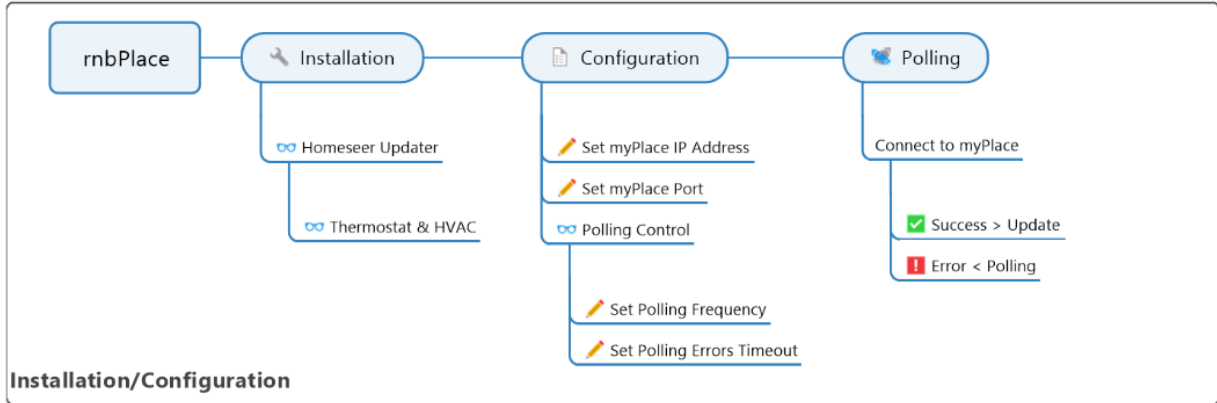 rnbPlace
Installation
Configuration
Polling
Homeseer Updater
Thermostat & HVAC
Set myPlace IP Address
Set myPlace Port
Polling Control
Set Polling Frequency
Set Polling Errors Timeout
Connect to myPlace
Success > Update
Error < Polling
Installation/Configuration